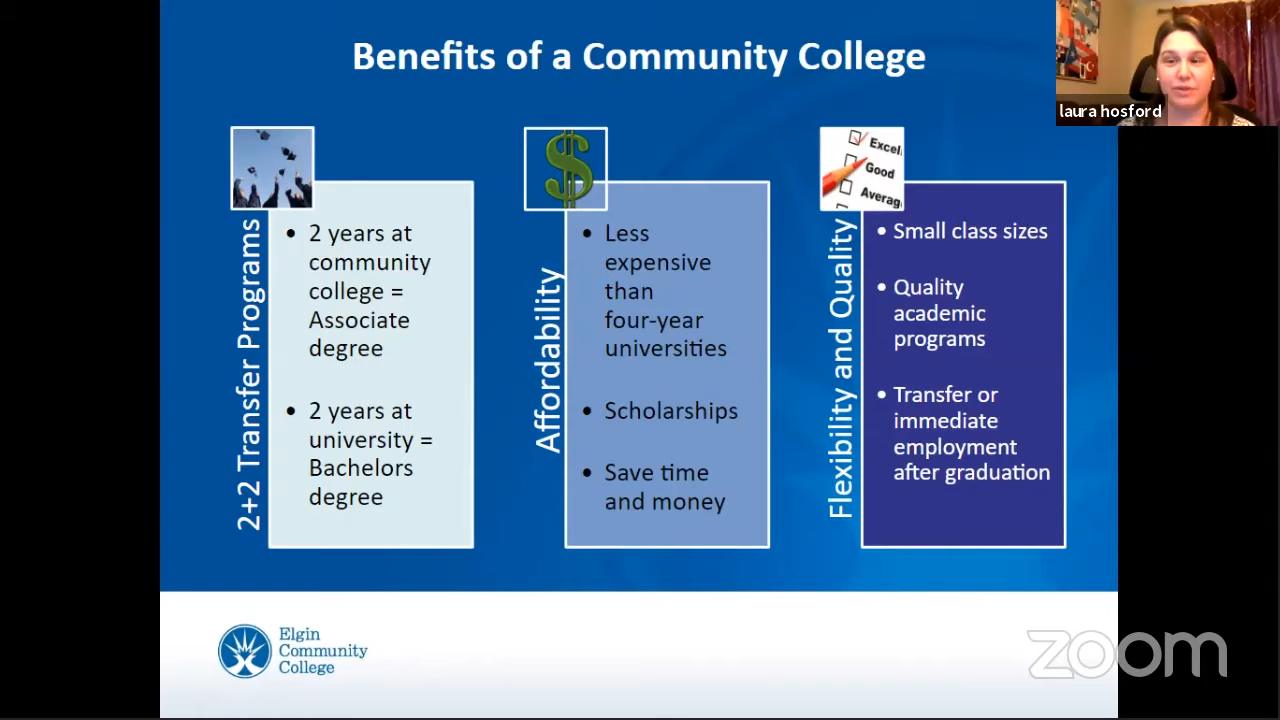 Benefits of a Community College
laura hosford
2+2 Transfer Programs
• 2 years at
community
college =
Associate
degree
• 2 years at
university =
Bachelors
degree
Affordability
• Less
expensive
than
four-year
universities
• Scholarships
• Save time
and money
Excel
Good
Averag
Flexibility and Quality
• Small class sizes
• Quality
academic
programs
• Transfer or
immediate
employment
after graduation
Elgin
Community
College
zoom